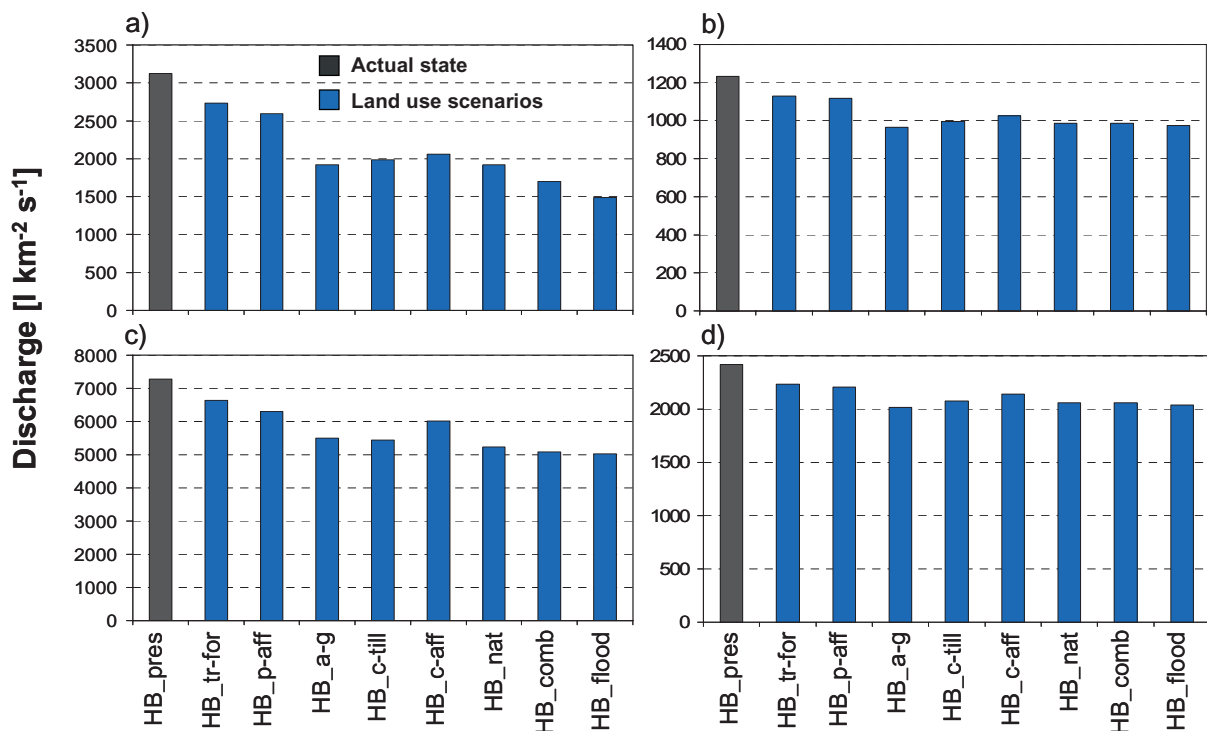 a)
3500
3000
2500
2000
1500
1000
500
0
Actual state
Land use scenarios
b)
1400
1200
1000
800
600
400
200
0
Discharge [l km-2 s-1]
c)
8000
7000
6000
5000
4000
3000
2000
1000
0
HB_pres
HB_tr-for
HB_p-aff
HB_a-g
HB_c-till
HB_c-aff
HB_nat
HB_comb
HB_flood
d)
2500
2000
1500
1000
500
0
HB_pres
HB_tr-for
HB_p-aff
HB_a-g
HB_c-till
HB_c-aff
HB_nat
HB_comb
HB_flood